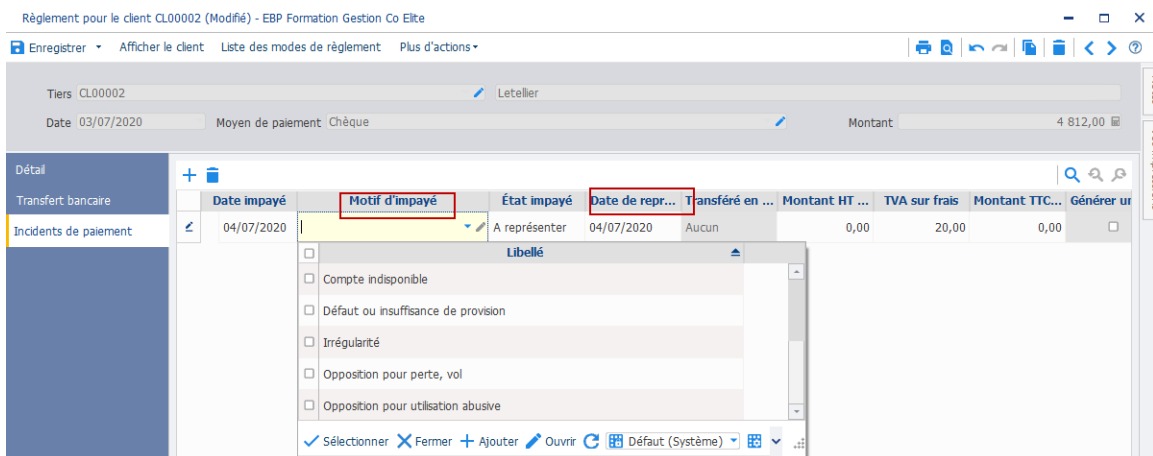 Règlement pour le client CL00002 (Modifié) - EBP Formation Gestion Co Elite
Enregistrer Afficher le client Liste des modes de règlement Plus d'actions
Tiers CL00002 Letellier
Date 03/07/2020 Moyen de paiement Chèque Montant 4 812,00
Détail
Transfert bancaire
Incidents de paiement
Date impayé Motif d'impayé État impayé Date de repr... Transféré en ... Montant HT ... TVA sur frais Montant TTC... Générer un
04/07/2020 A représenter 04/07/2020 Aucun 0,00 20,00 0,00
Libellé
Compte indisponible
Défaut ou insuffisance de provision
Irrégularité
Opposition pour perte, vol
Opposition pour utilisation abusive
Sélectionner Fermer Ajouter Ouvrir Défaut (Système)